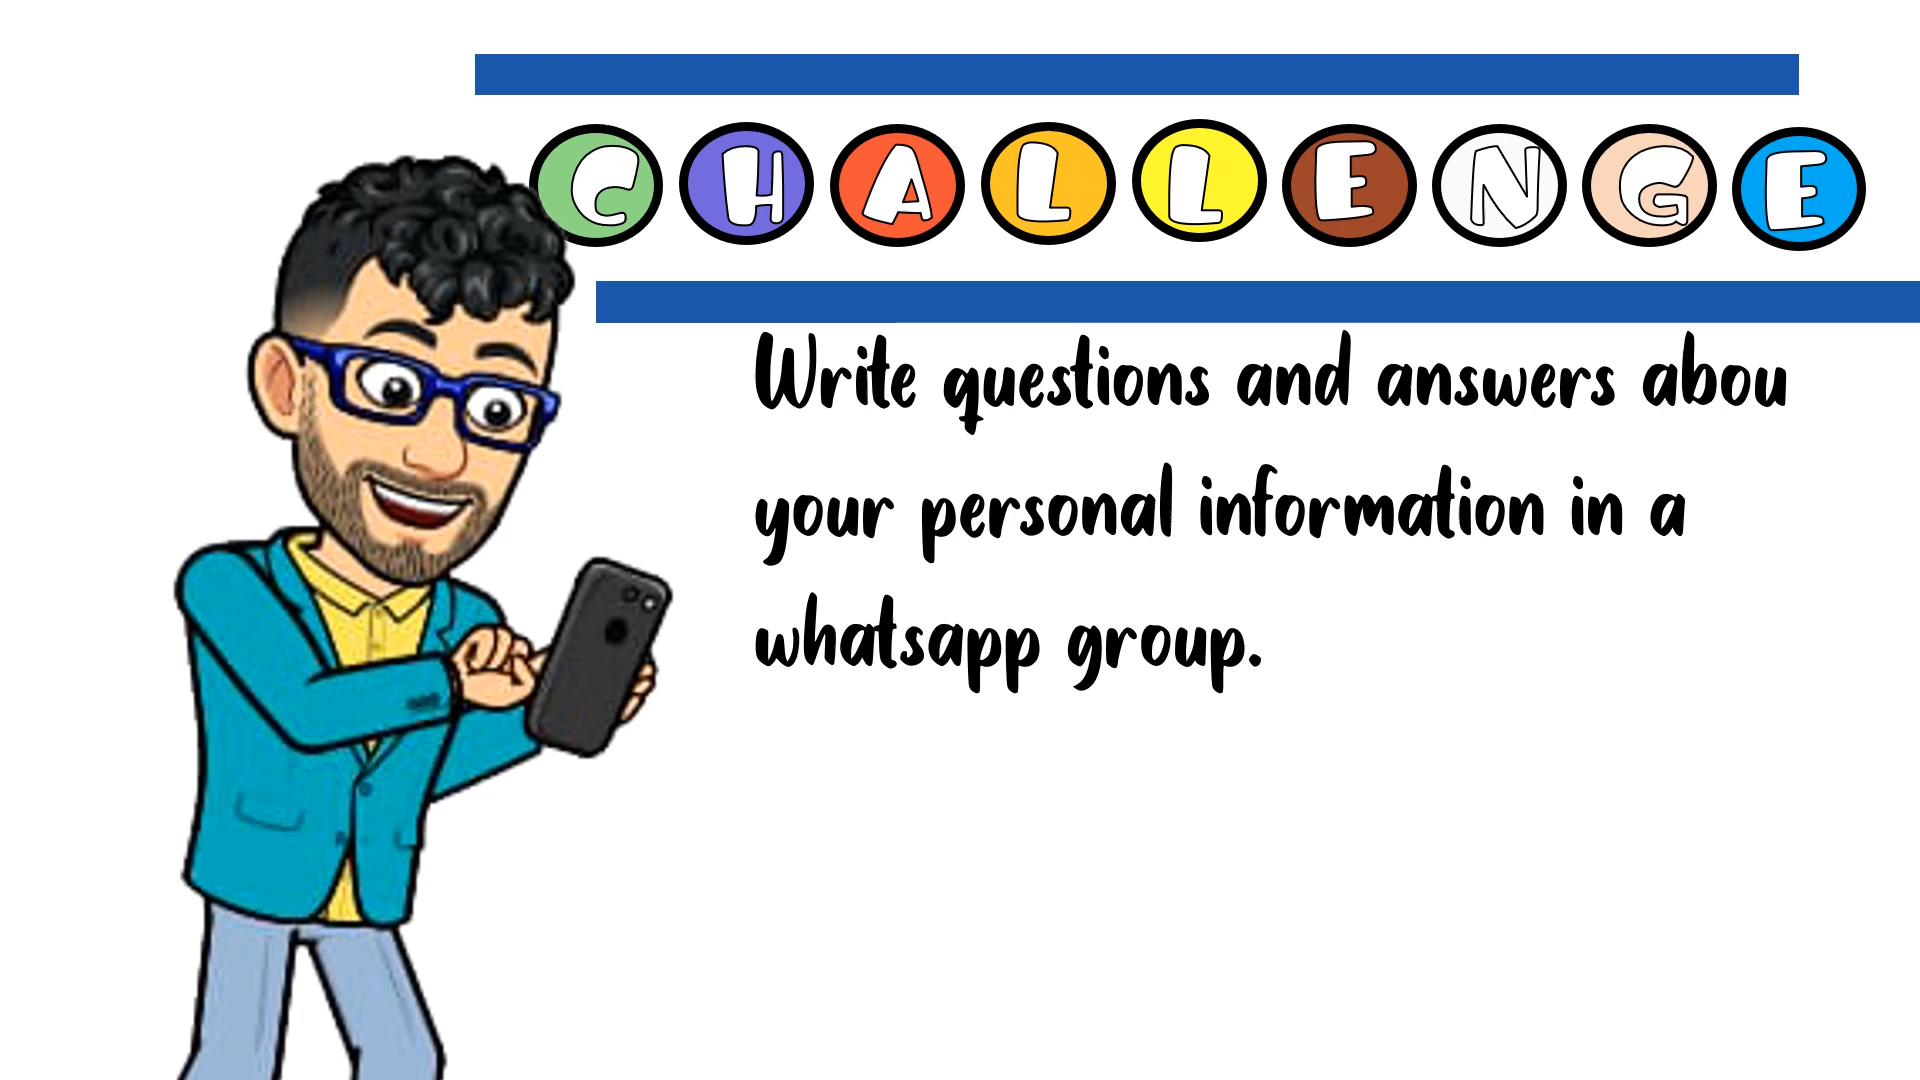 CHALLENGE
Write questions and answers abou
your personal information in a
whatsapp group.